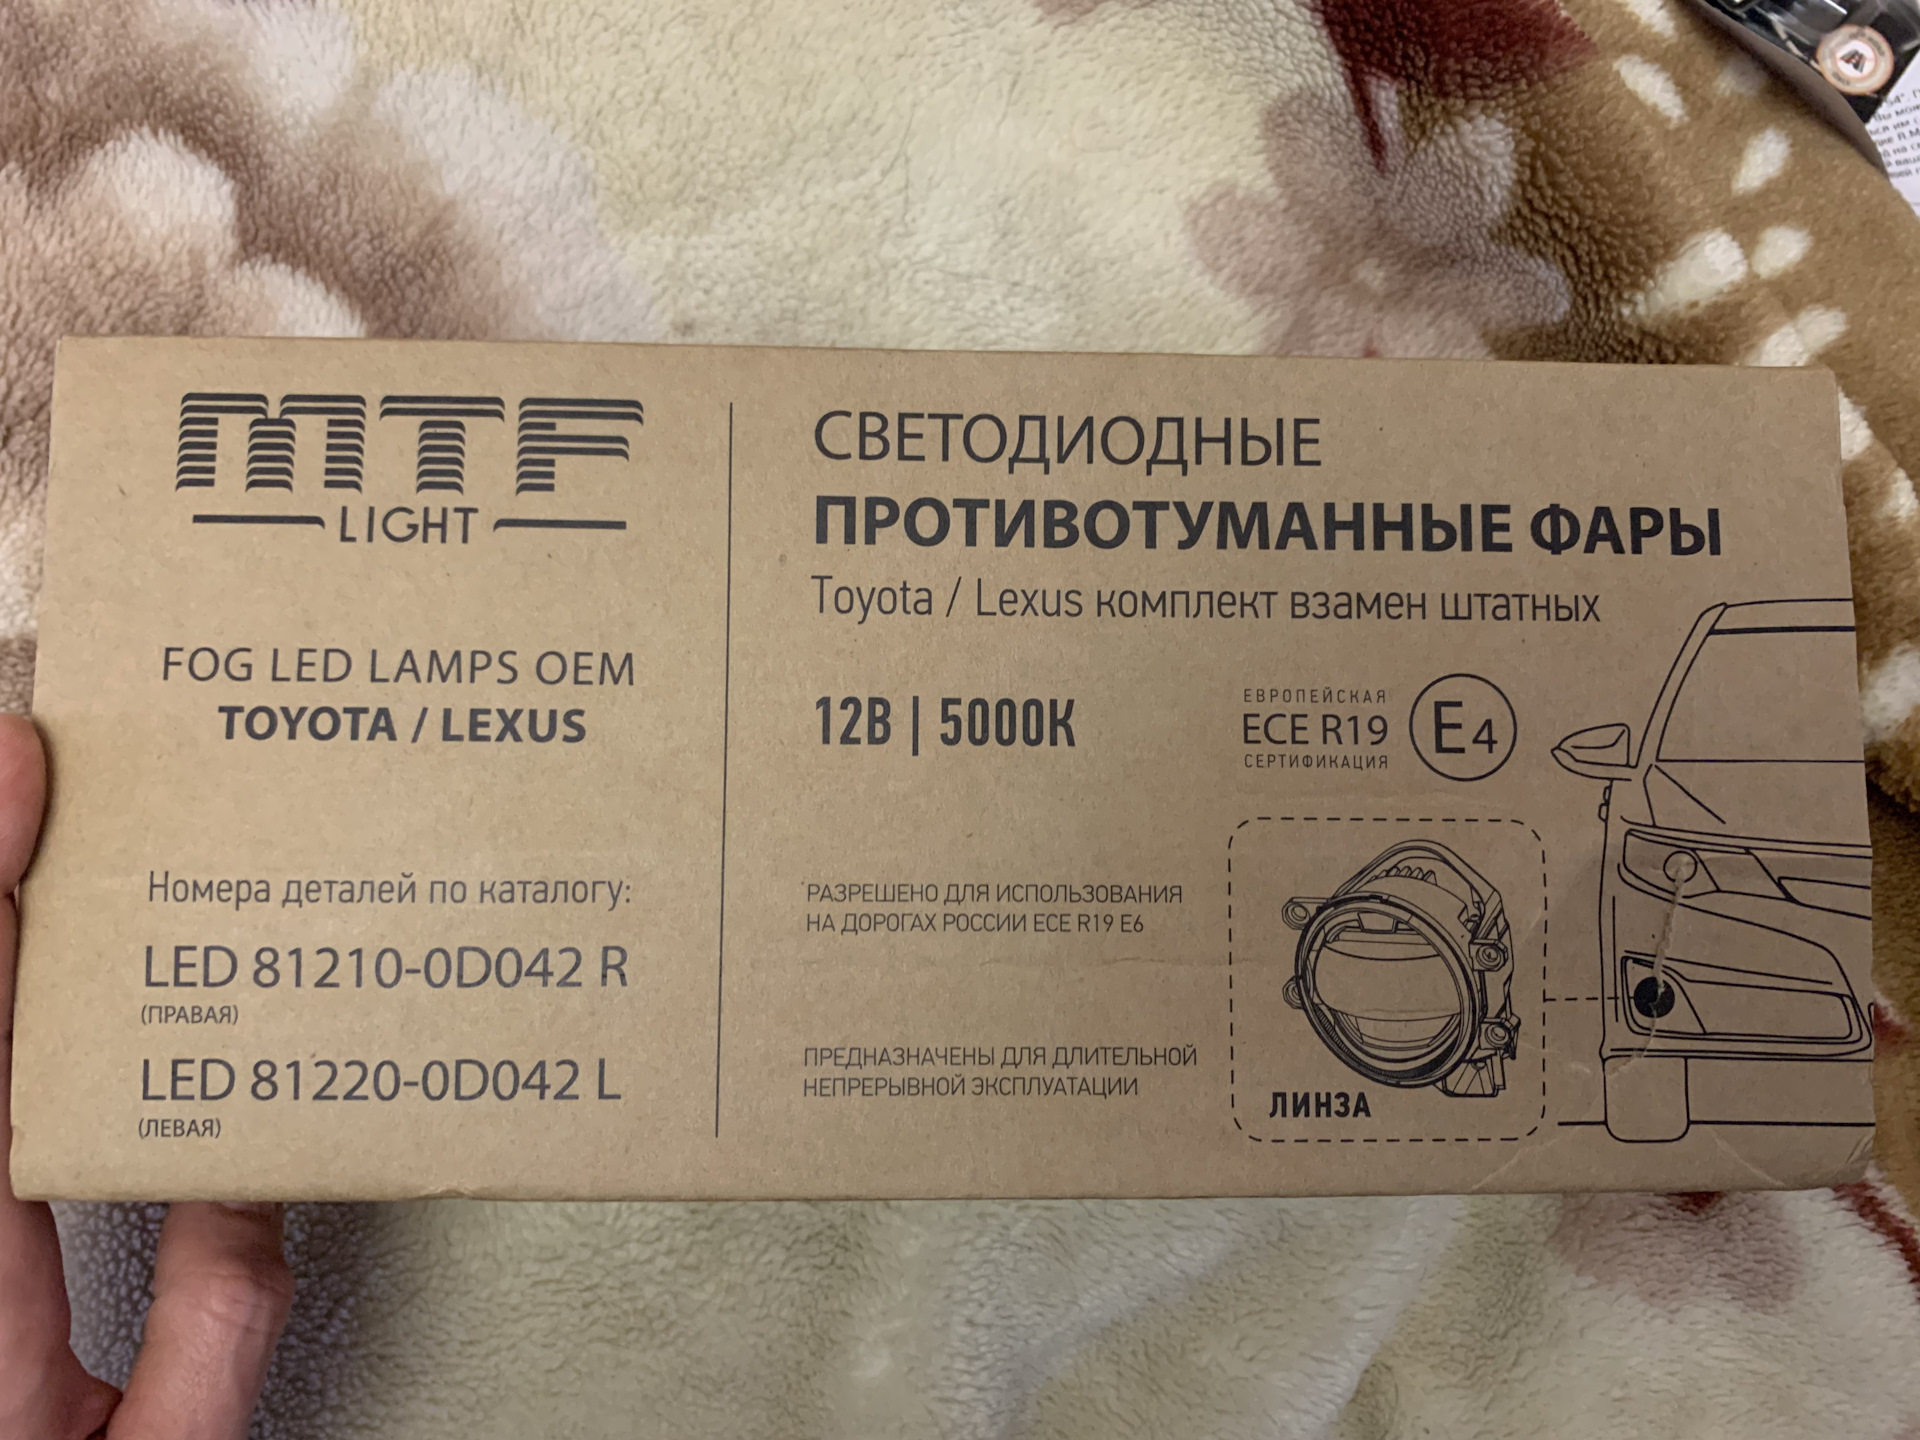 MTF
LIGHT
FOG LED LAMPS OEM
TOYOTA / LEXUS
Номера деталей по каталогу:
LED 81210-0D042 R
(ПРАВАЯ)
LED 81220-0D042 L
(ЛЕВАЯ)
СВЕТОДИОДНЫЕ
ПРОТИВОТУМАННЫЕ ФАРЫ
Toyota / Lexus комплект взамен штатных
12В | 5000К
ЕВРОПЕЙСКАЯ
ECE R19
СЕРТИФИКАЦИЯ
E4
РАЗРЕШЕНО ДЛЯ ИСПОЛЬЗОВАНИЯ
НА ДОРОГАХ РОССИИ ECE R19 E6
ПРЕДНАЗНАЧЕНЫ ДЛЯ ДЛИТЕЛЬНОЙ
НЕПРЕРЫВНОЙ ЭКСПЛУАТАЦИИ
ЛИНЗА